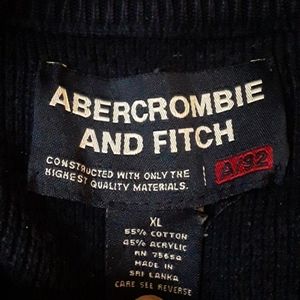 ABERCROMBIE
AND FITCH
CONSTRUCTED WITH ONLY THE
HIGHEST QUALITY MATERIALS.
A/92
XL
55% COTTON
45% ACRYLIC
RN 75654
MADE IN
SRI LANKA
CARE SEE REVERSE